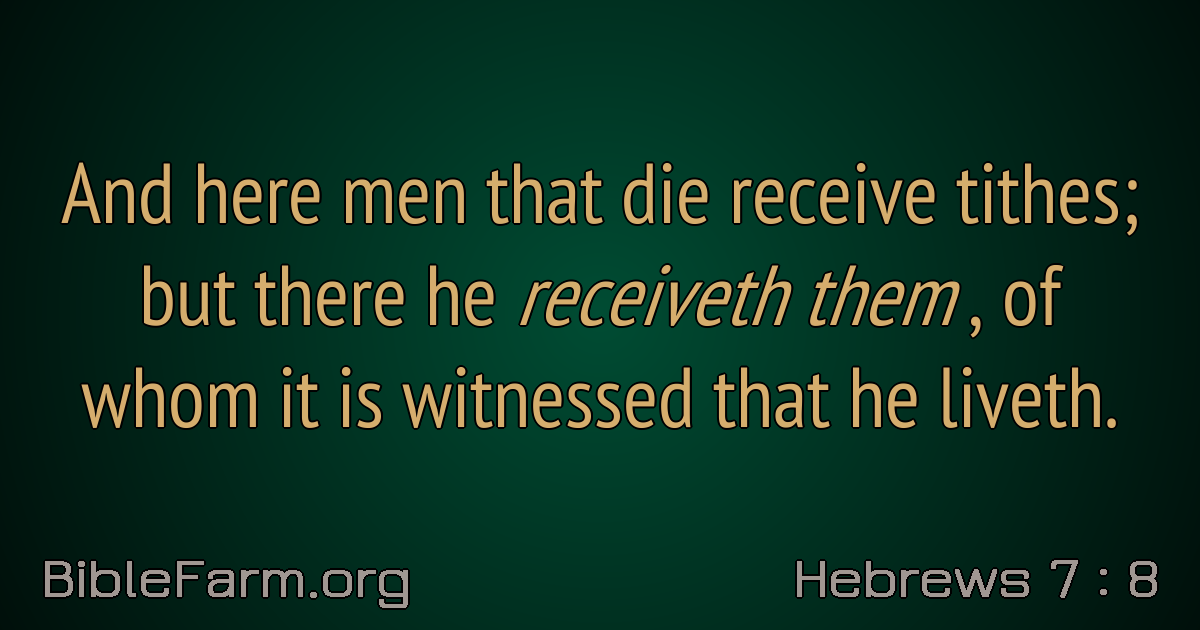 And here men that die receive tithes;
but there he receiveth them , of
whom it is witnessed that he liveth.
BibleFarm.org
Hebrews 7 : 8